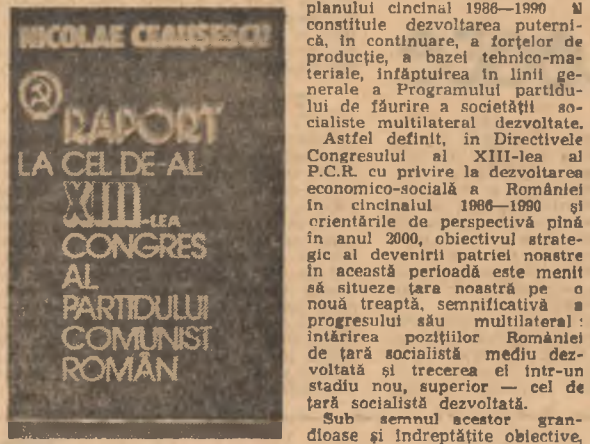 NICOLAE CEAUŞESCU
RAPORT
LA CEL DE-AL
XIII-LEA
CONGRES
AL
PARTIDULUI
COMUNIST
ROMÂN
planului cincinal 1986—1990 îl
constituie dezvoltarea puterni-
că, în continuare, a forţelor de
producţie, a bazei tehnico-ma-
teriale, înfăptuirea în linii ge-
nerale a Programului partidu-
lui de făurire a societăţii so-
cialiste multilateral dezvoltate.
Astfel definit, în Directivele
Congresului al XIII-lea al
P.C.R. cu privire la dezvoltarea
economico-socială a României
în cincinalul 1986—1990 şi
orientările de perspectivă pînă
în anul 2000, obiectivul strate-
gic al devenirii patriei noastre
în această perioadă este menit
să situeze ţara noastră pe o
nouă treaptă, semnificativă a
progresului său multilateral:
întărirea poziţiilor României
de ţară socialistă mediu dez-
voltată şi trecerea ei într-un
stadiu nou, superior — cel de
ţară socialistă dezvoltată.
Sub semnul acestor gran-
dioase şi îndreptăţite obiective,